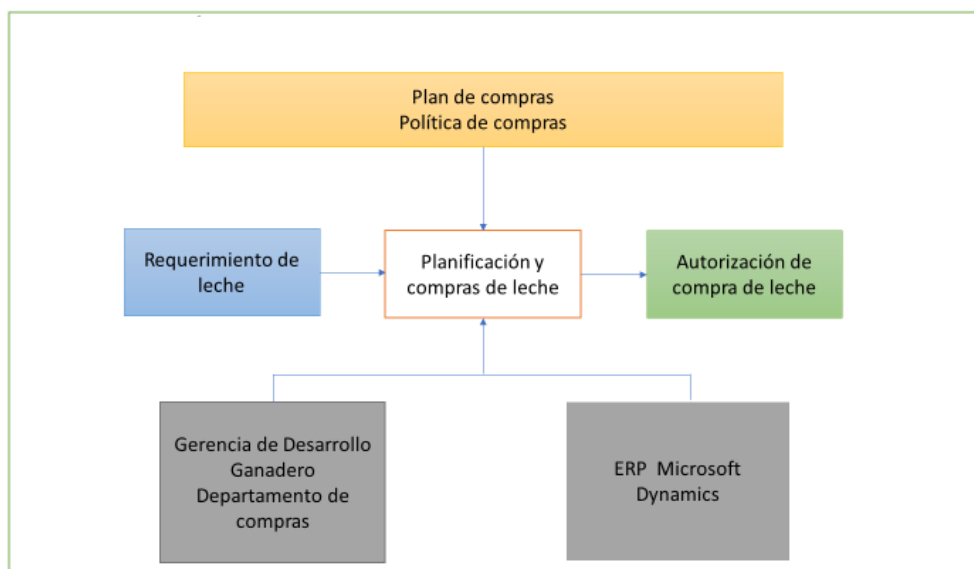 Plan de compras
Política de compras
Requerimiento de
leche
Planificación y
compras de leche
Autorización de
compra de leche
Gerencia de Desarrollo
Ganadero
Departamento de
compras
ERP Microsoft
Dynamics